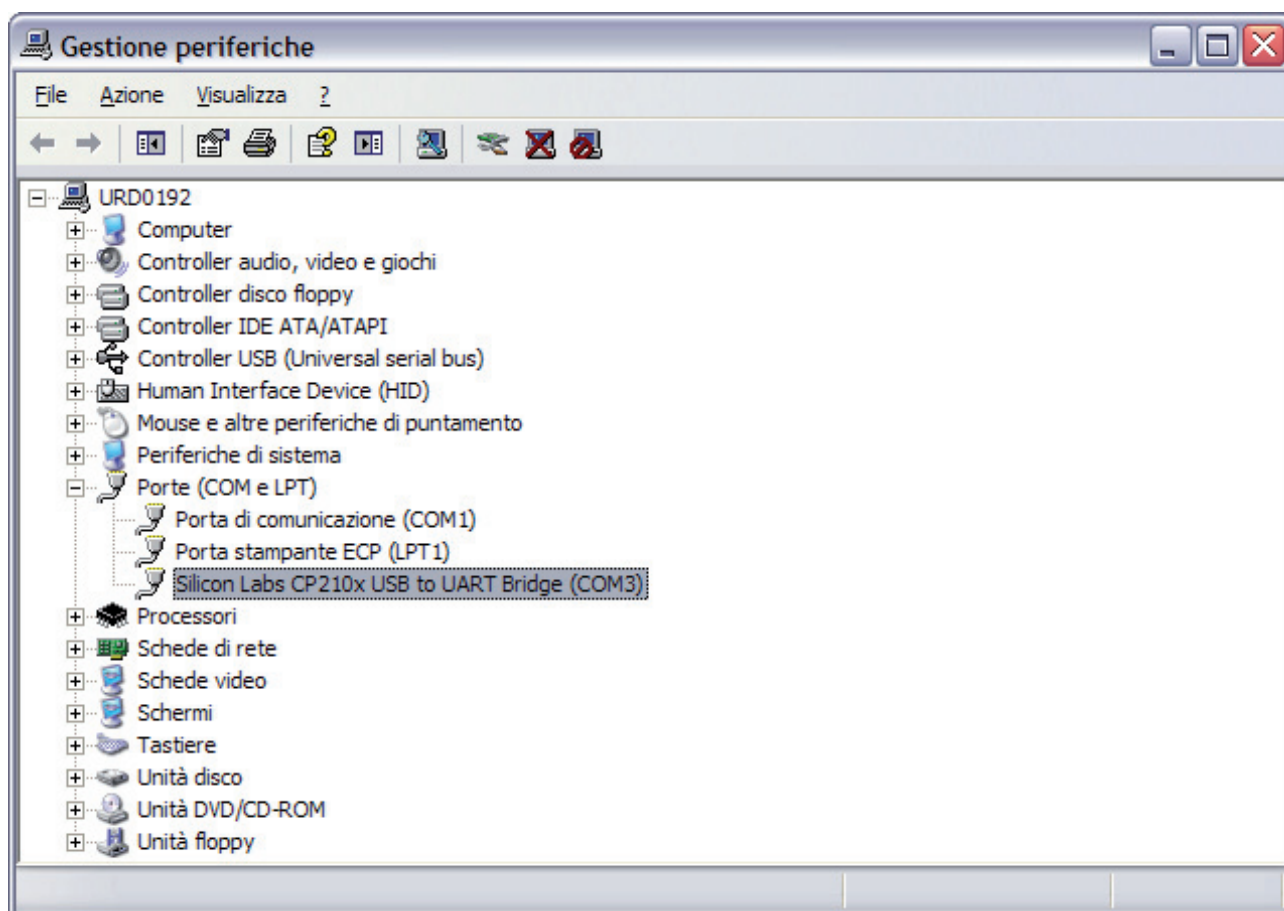 Gestione periferiche
File Azione Visualizza ?
URD0192
Computer
Controller audio, video e giochi
Controller disco floppy
Controller IDE ATA/ATAPI
Controller USB (Universal serial bus)
Human Interface Device (HID)
Mouse e altre periferiche di puntamento
Periferiche di sistema
Porte (COM e LPT)
Porta di comunicazione (COM1)
Porta stampante ECP (LPT1)
Silicon Labs CP210x USB to UART Bridge (COM3)
Processori
Schede di rete
Schede video
Schermi
Tastiere
Unità disco
Unità DVD/CD-ROM
Unità floppy